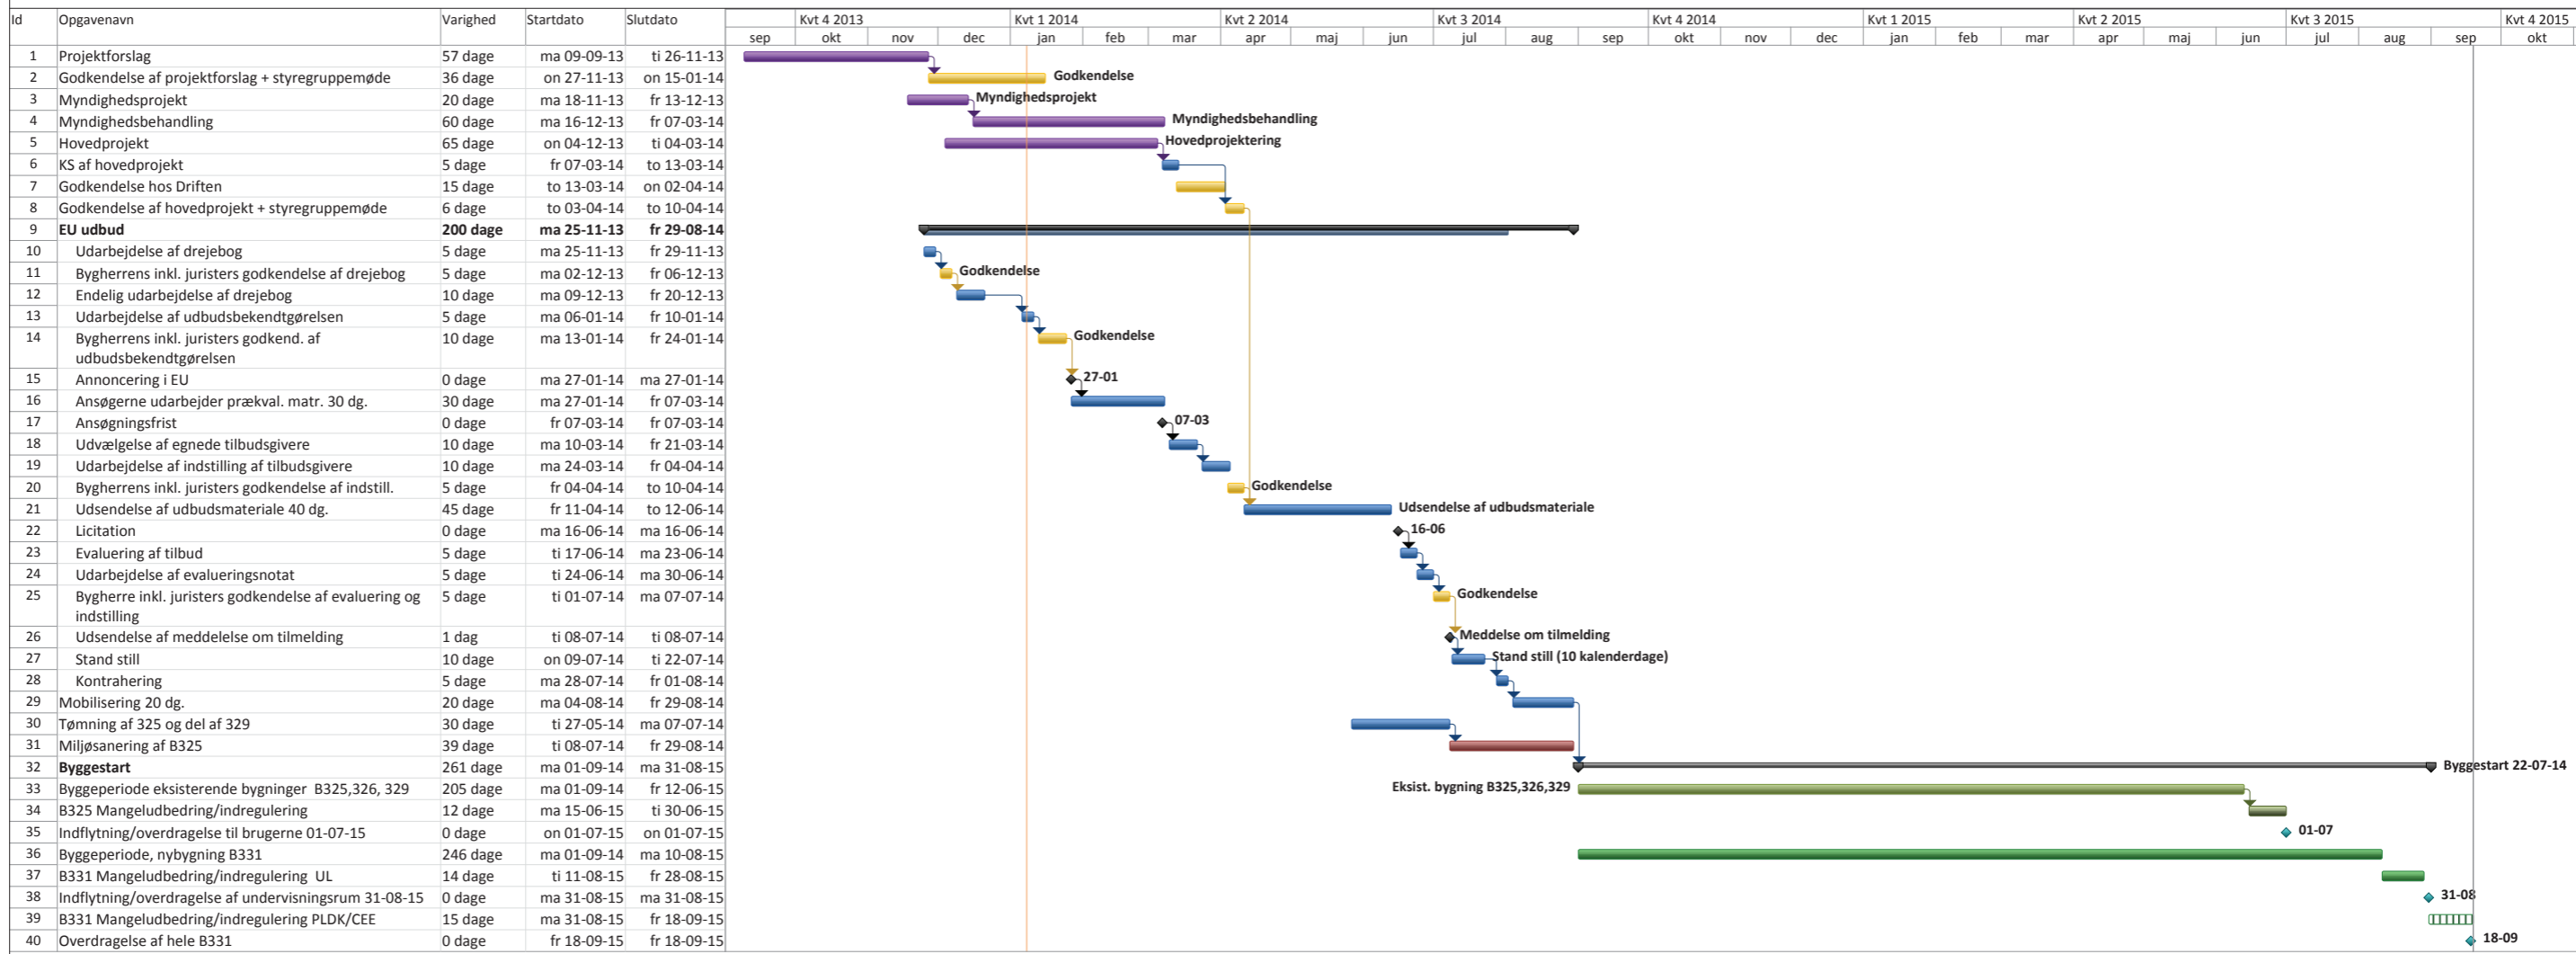 Id Opgavenavn Varighed Startdato Slutdato Kvt 4 2013 Kvt 1 2014 Kvt 2 2014 Kvt 3 2014 Kvt 4 2014 Kvt 1 2015 Kvt 2 2015 Kvt 3 2015 Kvt 4 2015
sep okt nov dec jan feb mar apr maj jun jul aug sep okt nov dec jan feb mar apr maj jun jul aug sep okt
1 Projektforslag 57 dage ma 09-09-13 ti 26-11-13
2 Godkendelse af projektforslag + styregruppemøde 36 dage on 27-11-13 on 15-01-14 Godkendelse
3 Myndighedsprojekt 20 dage ma 18-11-13 fr 13-12-13 Myndighedsprojekt
4 Myndighedsbehandling 60 dage ma 16-12-13 fr 07-03-14 Myndighedsbehandling
5 Hovedprojekt 65 dage on 04-12-13 ti 04-03-14 Hovedprojektering
6 KS af hovedprojekt 5 dage fr 07-03-14 to 13-03-14
7 Godkendelse hos Driften 15 dage to 13-03-14 on 02-04-14
8 Godkendelse af hovedprojekt + styregruppemøde 6 dage to 03-04-14 to 10-04-14
9 EU udbud 200 dage ma 25-11-13 fr 29-08-14
10 Udarbejdelse af drejebog 5 dage ma 25-11-13 fr 29-11-13
11 Bygherrens inkl. juristers godkendelse af drejebog 5 dage ma 02-12-13 fr 06-12-13 Godkendelse
12 Endelig udarbejdelse af drejebog 10 dage ma 09-12-13 fr 20-12-13
13 Udarbejdelse af udbudsbekendtgørelsen 5 dage ma 06-01-14 fr 10-01-14
14 Bygherrens inkl. juristers godkend. af 10 dage ma 13-01-14 fr 24-01-14 Godkendelse
udbudsbekendtgørelsen
15 Annoncering i EU 0 dage ma 27-01-14 ma 27-01-14 27-01
16 Ansøgerne udarbejder prækval. matr. 30 dg. 30 dage ma 27-01-14 fr 07-03-14
17 Ansøgningsfrist 0 dage fr 07-03-14 fr 07-03-14 07-03
18 Udvælgelse af egnede tilbudsgivere 10 dage ma 10-03-14 fr 21-03-14
19 Udarbejdelse af indstilling af tilbudsgivere 10 dage ma 24-03-14 fr 04-04-14
20 Bygherrens inkl. juristers godkendelse af indstill. 5 dage fr 04-04-14 to 10-04-14 Godkendelse
21 Udsendelse af udbudsmateriale 40 dg. 45 dage fr 11-04-14 to 12-06-14 Udsendelse af udbudsmateriale
22 Licitation 0 dage ma 16-06-14 ma 16-06-14 16-06
23 Evaluering af tilbud 5 dage ti 17-06-14 ma 23-06-14
24 Udarbejdelse af evalueringsnotat 5 dage ti 24-06-14 ma 30-06-14
25 Bygherre inkl. juristers godkendelse af evaluering og 5 dage ti 01-07-14 ma 07-07-14 Godkendelse
indstilling
26 Udsendelse af meddelelse om tilmelding 1 dag ti 08-07-14 ti 08-07-14 Meddelse om tilmelding
27 Stand still 10 dage on 09-07-14 ti 22-07-14 Stand still (10 kalenderdage)
28 Kontrahering 5 dage ma 28-07-14 fr 01-08-14
29 Mobilisering 20 dg. 20 dage ma 04-08-14 fr 29-08-14
30 Tømning af 325 og del af 329 30 dage ti 27-05-14 ma 07-07-14
31 Miljøsanering af B325 39 dage ti 08-07-14 fr 29-08-14
32 Byggestart 261 dage ma 01-09-14 ma 31-08-15 Byggestart 22-07-14
33 Byggeperiode eksisterende bygninger B325,326, 329 205 dage ma 01-09-14 fr 12-06-15 Eksist. bygning B325,326,329
34 B325 Mangeludbedring/indregulering 12 dage ma 15-06-15 ti 30-06-15
35 Indflytning/overdragelse til brugerne 01-07-15 0 dage on 01-07-15 on 01-07-15 01-07
36 Byggeperiode, nybygning B331 246 dage ma 01-09-14 ma 10-08-15
37 B331 Mangeludbedring/indregulering UL 14 dage ti 11-08-15 fr 28-08-15
38 Indflytning/overdragelse af undervisningsrum 31-08-15 0 dage ma 31-08-15 ma 31-08-15 31-08
39 B331 Mangeludbedring/indregulering PLDK/CEE 15 dage ma 31-08-15 fr 18-09-15
40 Overdragelse af hele B331 0 dage fr 18-09-15 fr 18-09-15 18-09